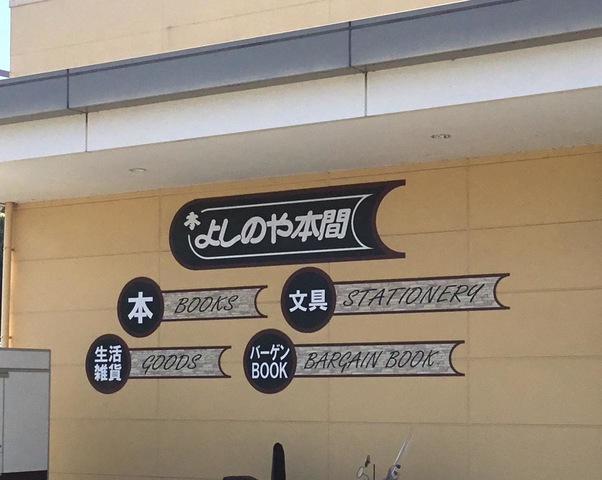 本 よしのや本間
本 BOOKS
文具 STATIONERY
生活
雑貨 GOODS
バーゲン
BOOK BARGAIN BOOK